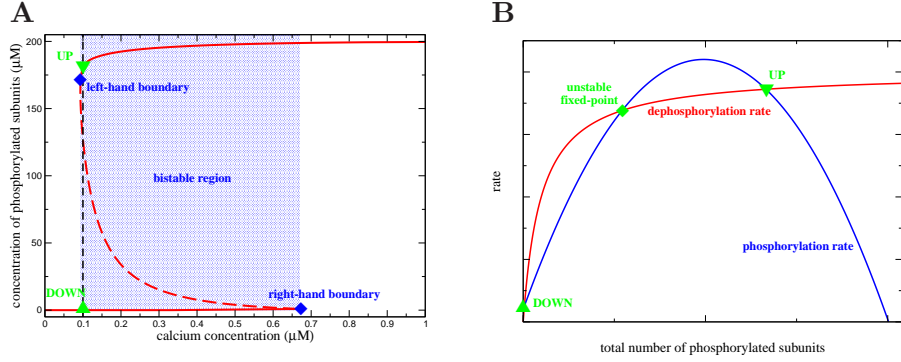 A
concentration of phosphorylated subunits (µM)
200
150
100
50
0
UP
left-hand boundary
bistable region
DOWN
right-hand boundary
0
0.1
0.2
0.3
0.4
0.5
0.6
0.7
0.8
0.9
1
calcium concentration (µM)
B
rate
UP
unstable
fixed-point
dephosphorylation rate
phosphorylation rate
DOWN
total number of phosphorylated subunits